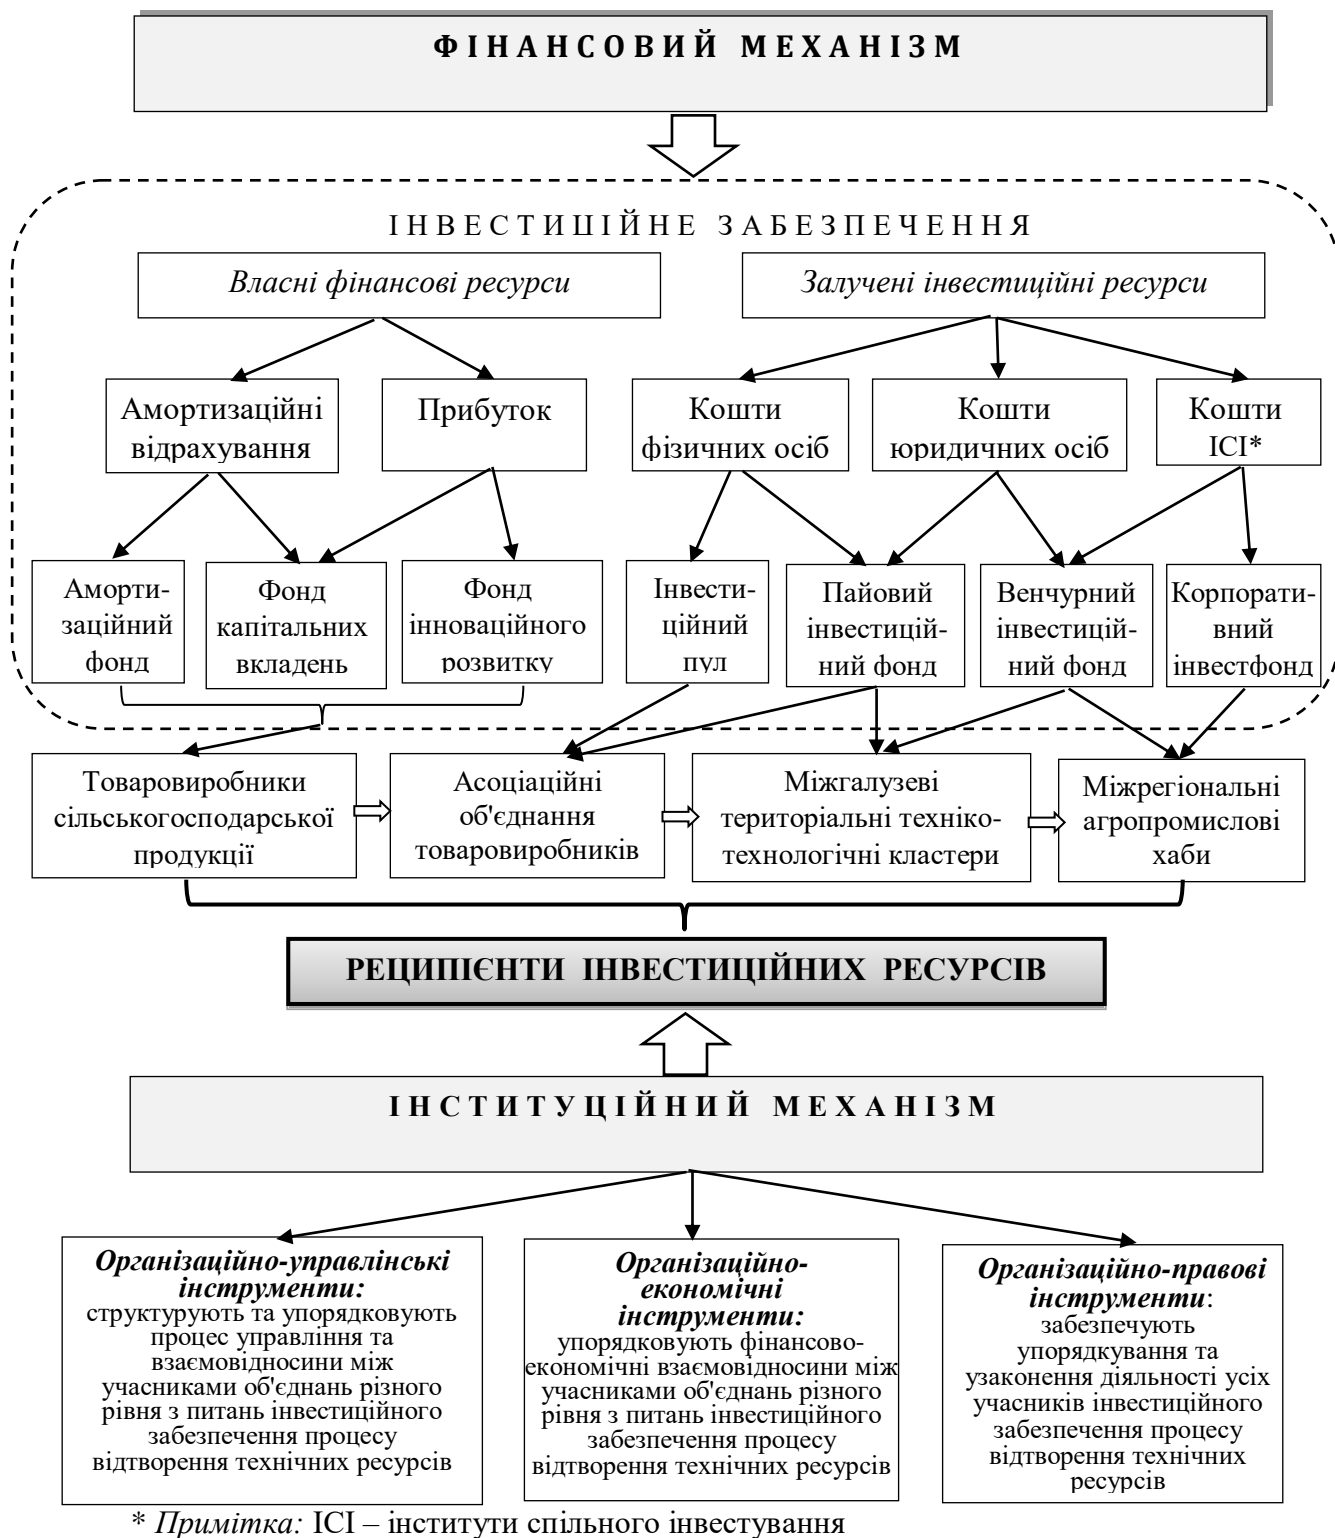 ФІНАНСОВИЙ МЕХАНІЗМ
ІНВЕСТИЦІЙНЕ ЗАБЕЗПЕЧЕННЯ
Власні фінансові ресурси
Залучені інвестиційні ресурси
Амортизаційні
відрахування
Прибуток
Кошти
фізичних осіб
Кошти
юридичних осіб
Кошти
ІСІ*
Аморти-
заційний
фонд
Фонд
капітальних
вкладень
Фонд
інноваційного
розвитку
Інвести-
ційний
пул
Пайовий
інвестицій-
ний фонд
Венчурний
інвестицій-
ний фонд
Корпорати-
вний
інвестфонд
Товаровиробники
сільськогосподарської
продукції
Асоціаційні
об'єднання
товаровиробників
Міжгалузеві
територіальні техніко-
технологічні кластери
Міжрегіональні
агропромислові
хаби
РЕЦИПІЄНТИ ІНВЕСТИЦІЙНИХ РЕСУРСІВ
ІНСТИТУЦІЙНИЙ МЕХАНІЗМ
Організаційно-управлінські
інструменти:
структурують та упорядковують
процес управління та
взаємовідносини між
учасниками об'єднань різного
рівня з питань інвестиційного
забезпечення процесу
відтворення технічних ресурсів
Організаційно-
економічні
інструменти:
упорядковують фінансово-
економічні взаємовідносини між
учасниками об'єднань різного
рівня з питань інвестиційного
забезпечення процесу
відтворення технічних ресурсів
Організаційно-правові
інструменти:
забезпечують
упорядкування та
узаконення діяльності усіх
учасників інвестиційного
забезпечення процесу
відтворення технічних
ресурсів
* Примітка: ІСІ – інститути спільного інвестування